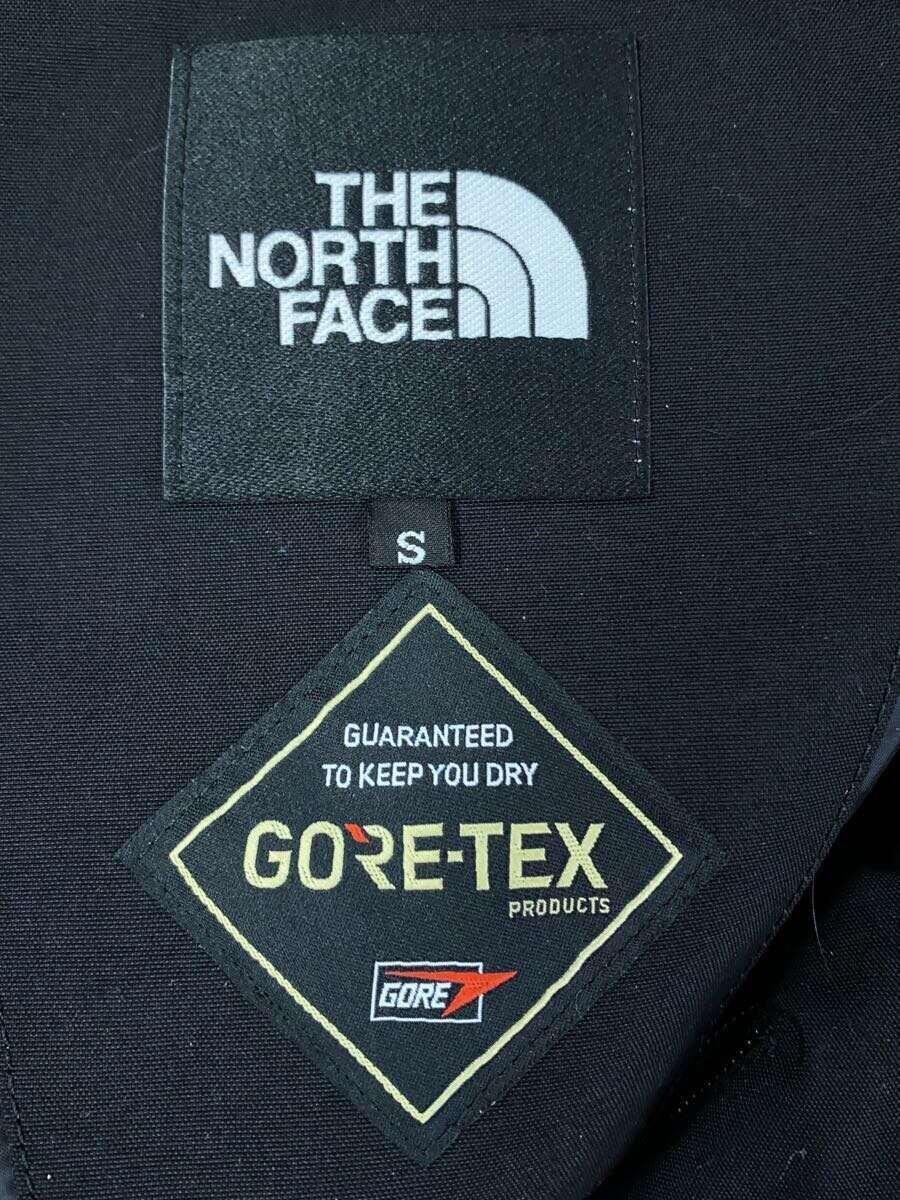 THE
NORTH
FACE
S
GUARANTEED
TO KEEP YOU DRY
GORE-TEX
PRODUCTS
GORE